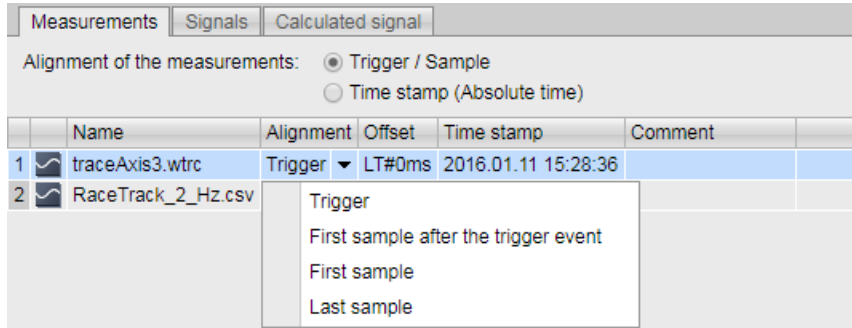 Measurements Signals Calculated signal
Alignment of the measurements: Trigger / Sample
Time stamp (Absolute time)
Name Alignment Offset Time stamp Comment
1 traceAxis3.wtrc Trigger LT#0ms 2016.01.11 15:28:36
2 RaceTrack_2_Hz.csv
Trigger
First sample after the trigger event
First sample
Last sample